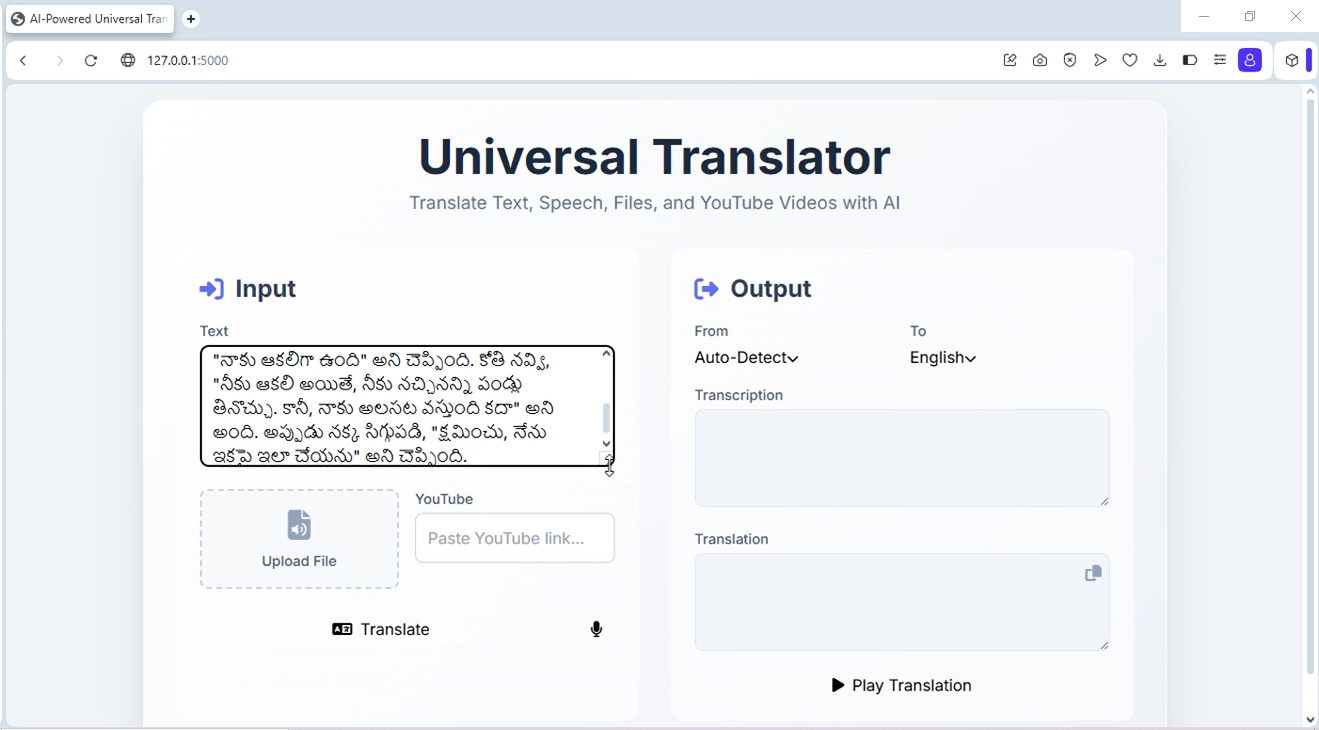 AI-Powered Universal Tran
127.0.0.1:5000
Universal Translator
Translate Text, Speech, Files, and YouTube Videos with AI
Input
Text
"నాకు ఆకలిగా ఉంది" అని చెప్పింది. కోతి నవ్వి,
"నీకు ఆకలి అయితే, నీకు నచ్చినన్ని పండ్లు
తినొచ్చు. కానీ, నాకు అలసట వస్తుంది కదా" అని
అంది. అప్పుడు నక్క సిగ్గుపడి, "క్షమించు, నేను
ఇకపై ఇలా చేయను" అని చెప్పింది.
Upload File
YouTube
Paste YouTube link...
Translate
Output
From
To
Auto-Detect
English
Transcription
Translation
Play Translation